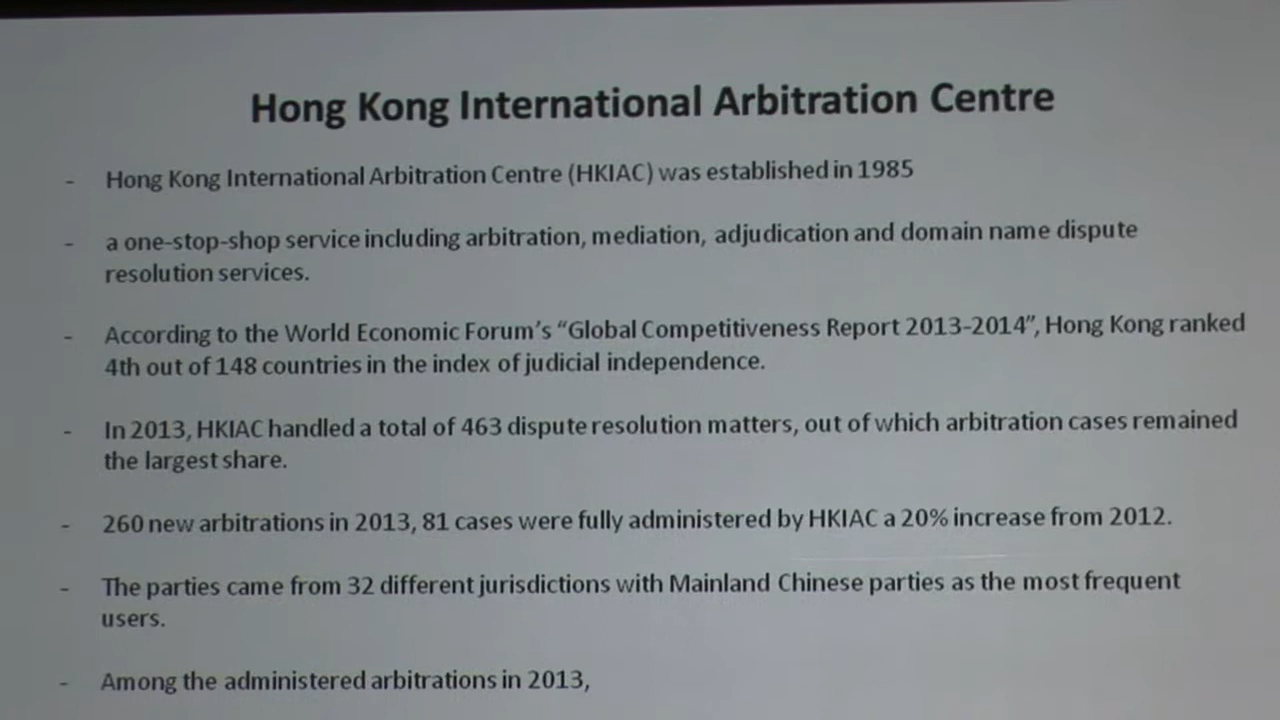 Hong Kong International Arbitration Centre
- Hong Kong International Arbitration Centre (HKIAC) was established in 1985
- a one-stop-shop service including arbitration, mediation, adjudication and domain name dispute
resolution services.
- According to the World Economic Forum's “Global Competitiveness Report 2013-2014”, Hong Kong ranked
4th out of 148 countries in the index of judicial independence.
- In 2013, HKIAC handled a total of 463 dispute resolution matters, out of which arbitration cases remained
the largest share.
- 260 new arbitrations in 2013, 81 cases were fully administered by HKIAC a 20% increase from 2012.
- The parties came from 32 different jurisdictions with Mainland Chinese parties as the most frequent
users.
- Among the administered arbitrations in 2013,